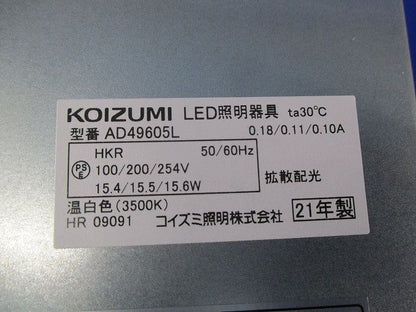 KOIZUMI LED照明器具 ta30℃
型番 AD49605L 0.18/0.11/0.10A
HKR 50/60Hz
PSE 100/200/254V
15.4/15.5/15.6W 拡散配光
温白色(3500K)
HR 09091 コイズミ照明株式会社 21年製